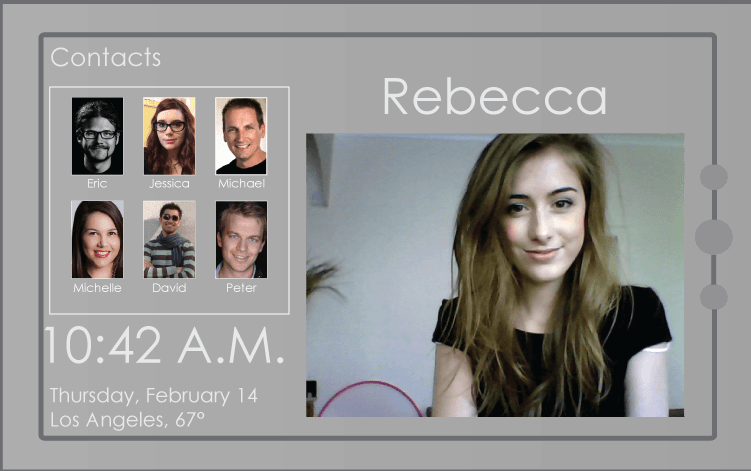 Contacts
Rebecca
Eric
Jessica
Michael
Michelle
David
Peter
10:42 A.M.
Thursday, February 14
Los Angeles, 67°